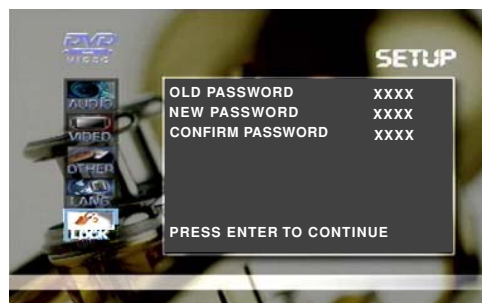 DVD
VIDEO
SETUP
AUDIO
VIDEO
OTHER
LANG
LOCK
OLD PASSWORD XXXX
NEW PASSWORD XXXX
CONFIRM PASSWORD XXXX
PRESS ENTER TO CONTINUE